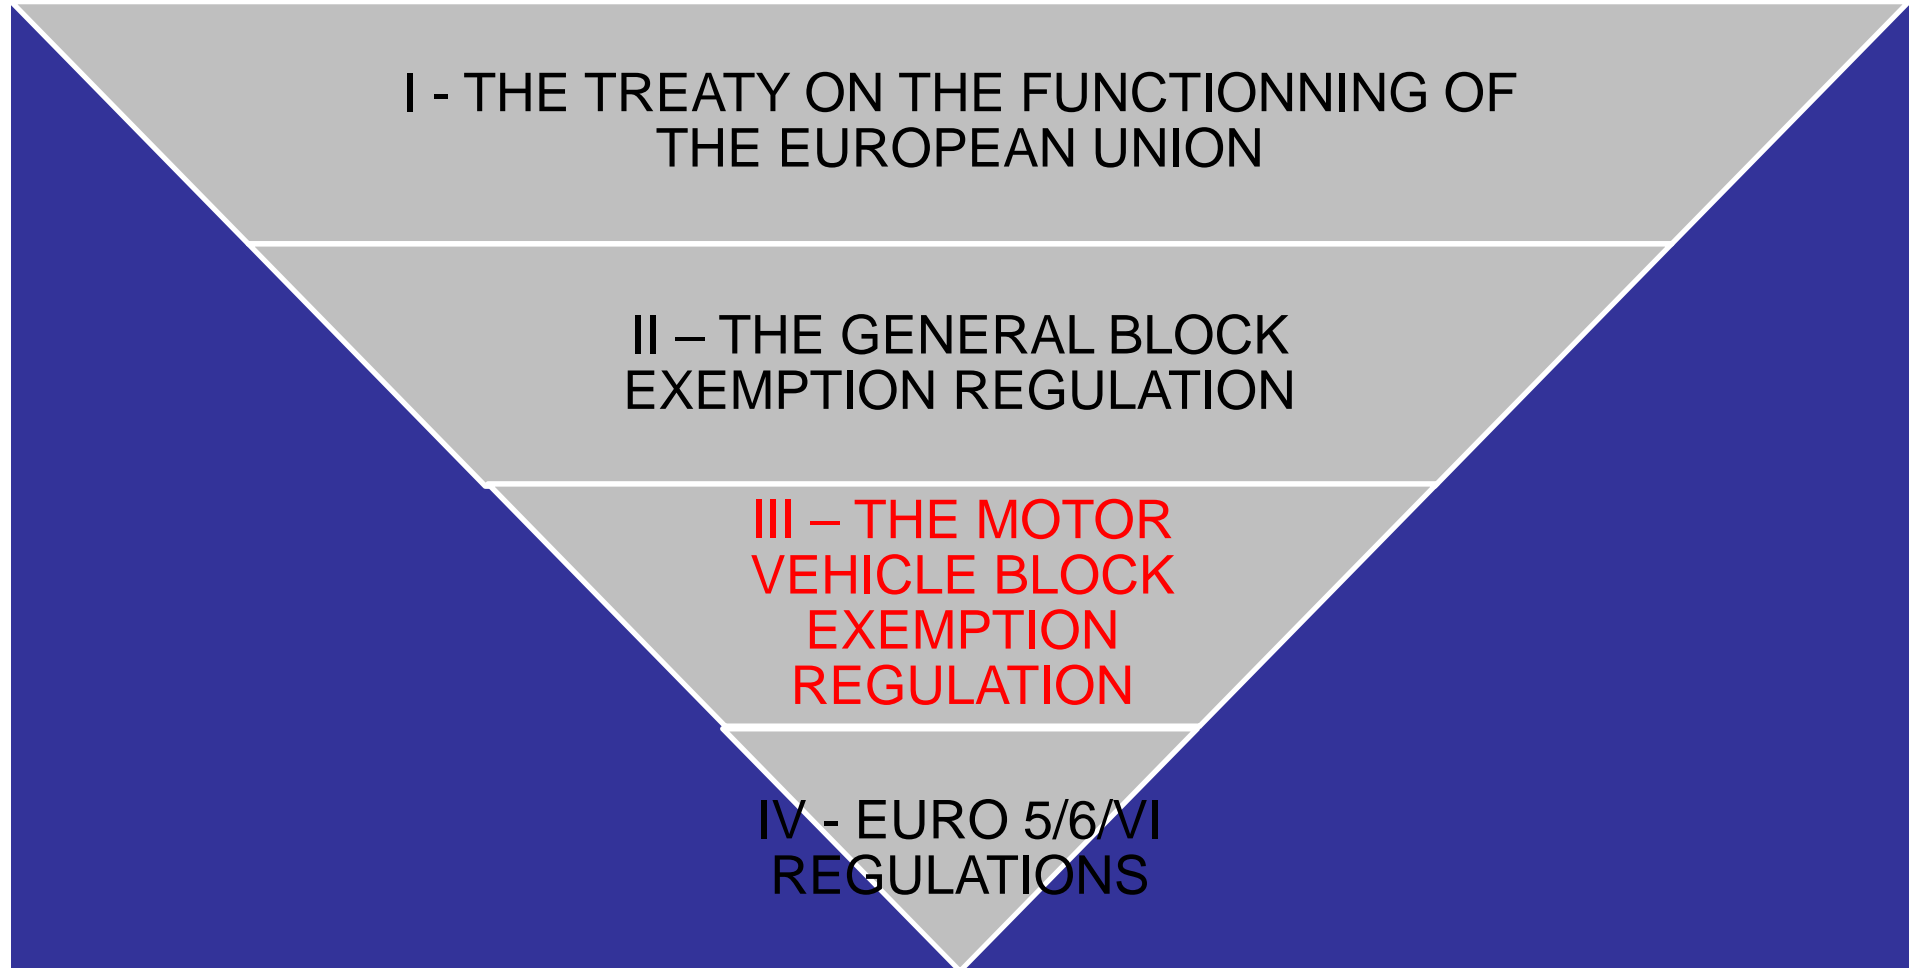 I - THE TREATY ON THE FUNCTIONNING OF
THE EUROPEAN UNION
II – THE GENERAL BLOCK
EXEMPTION REGULATION
III – THE MOTOR
VEHICLE BLOCK
EXEMPTION
REGULATION
IV - EURO 5/6/VI
REGULATIONS